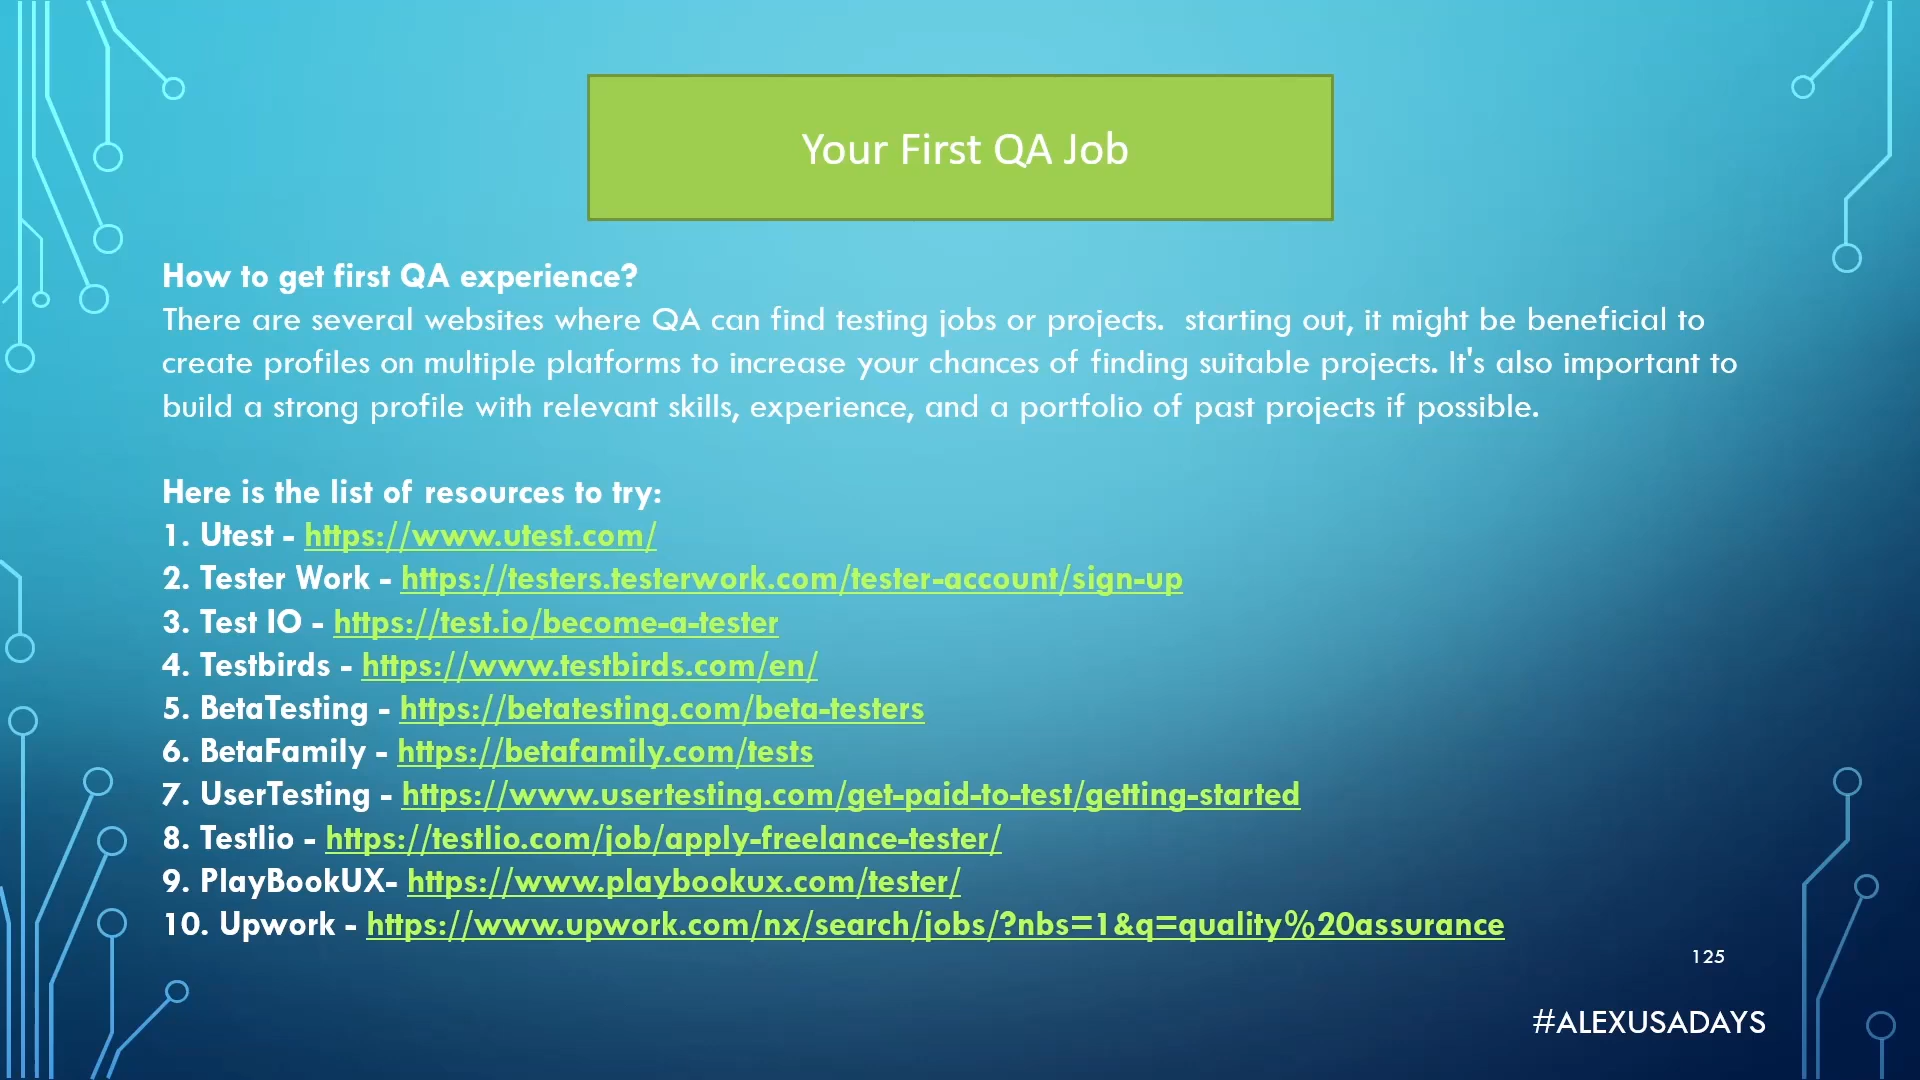 Your First QA Job
How to get first QA experience?
There are several websites where QA can find testing jobs or projects.  starting out, it might be beneficial to
create profiles on multiple platforms to increase your chances of finding suitable projects. It's also important to
build a strong profile with relevant skills, experience, and a portfolio of past projects if possible.
Here is the list of resources to try:
1. Utest - https://www.utest.com/
2. Tester Work - https://testers.testerwork.com/tester-account/sign-up
3. Test IO - https://test.io/become-a-tester
4. Testbirds - https://www.testbirds.com/en/
5. BetaTesting - https://betatesting.com/beta-testers
6. BetaFamily - https://betafamily.com/tests
7. UserTesting - https://www.usertesting.com/get-paid-to-test/getting-started
8. Testlio - https://testlio.com/job/apply-freelance-tester/
9. PlayBookUX- https://www.playbookux.com/tester/
10. Upwork - https://www.upwork.com/nx/search/jobs/?nbs=1&q=quality%20assurance
125
#ALEXUSADAYS